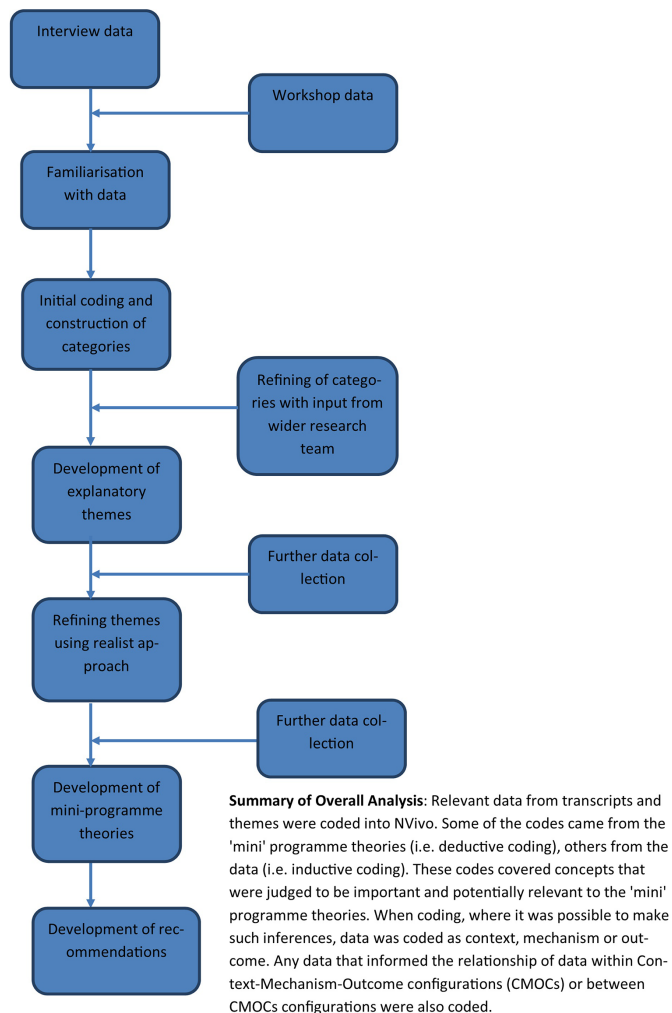 Interview data
Workshop data
Familiarisation
with data
Initial coding and
construction of
categories
Refining of catego-
ries with input from
wider research
team
Development of
explanatory
themes
Further data col-
lection
Refining themes
using realist ap-
proach
Further data col-
lection
Development of
mini-programme
theories
Development of rec-
ommendations
Summary of Overall Analysis: Relevant data from transcripts and
themes were coded into NVivo. Some of the codes came from the
'mini' programme theories (i.e. deductive coding), others from the
data (i.e. inductive coding). These codes covered concepts that
were judged to be important and potentially relevant to the 'mini'
programme theories. When coding, where it was possible to make
such inferences, data was coded as context, mechanism or out-
come. Any data that informed the relationship of data within Con-
text-Mechanism-Outcome configurations (CMOCs) or between
CMOCs configurations were also coded.